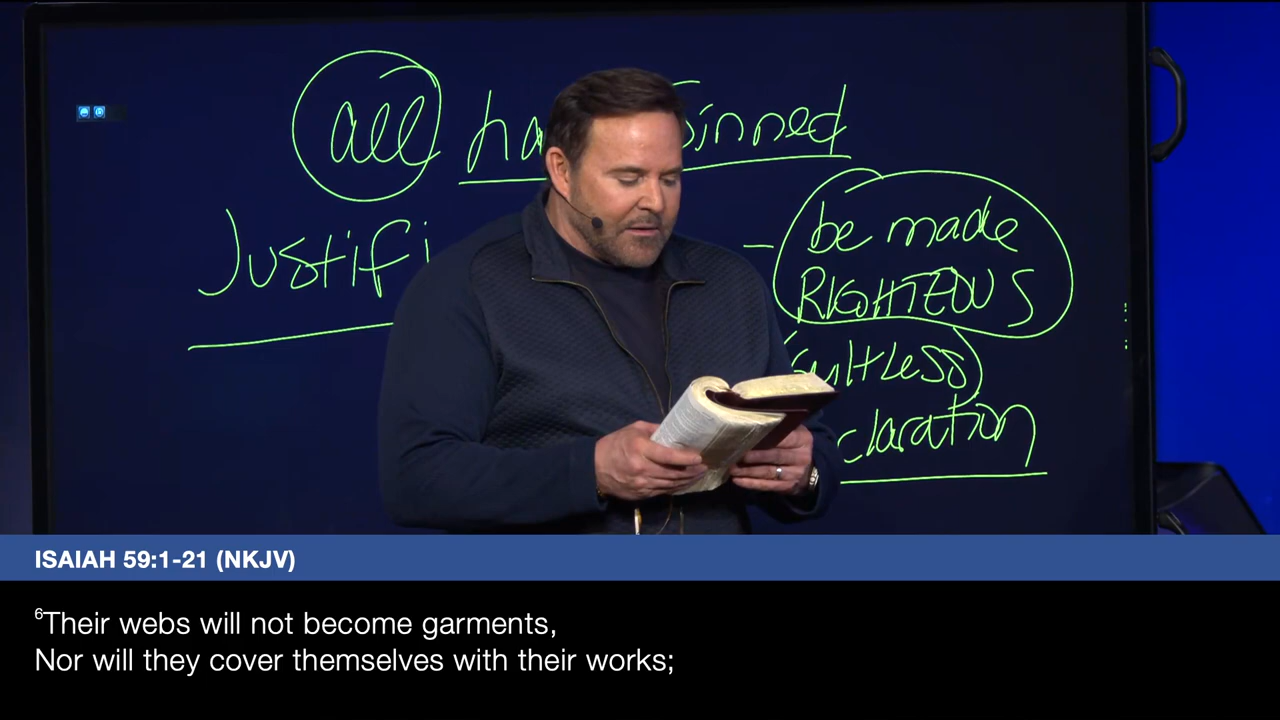 all ha sinned
Justifi
- be made
RIGHTEOUS
claration
ISAIAH 59:1-21 (NKJV)
6Their webs will not become garments,
Nor will they cover themselves with their works;